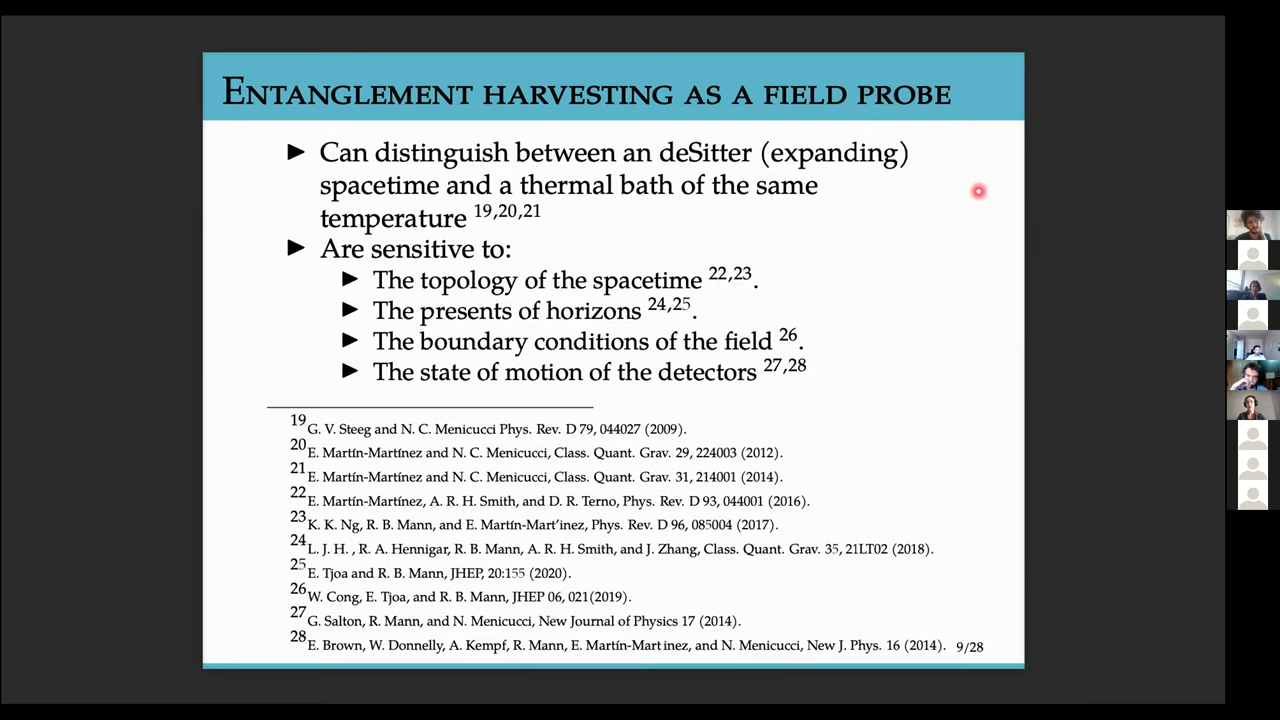 ENTANGLEMENT HARVESTING AS A FIELD PROBE
▶ Can distinguish between an deSitter (expanding)
spacetime and a thermal bath of the same
temperature 19,20,21
▶ Are sensitive to:
▶ The topology of the spacetime 22,23.
▶ The presents of horizons 24,25.
▶ The boundary conditions of the field 26.
▶ The state of motion of the detectors 27,28
19 G. V. Steeg and N. C. Menicucci Phys. Rev. D 79, 044027 (2009).
20 E. Martín-Martínez and N. C. Menicucci, Class. Quant. Grav. 29, 224003 (2012).
21 E. Martín-Martínez and N. C. Menicucci, Class. Quant. Grav. 31, 214001 (2014).
22 E. Martín-Martínez, A. R. H. Smith, and D. R. Terno, Phys. Rev. D 93, 044001 (2016).
23 K. K. Ng, R. B. Mann, and E. Martín-Mart'inez, Phys. Rev. D 96, 085004 (2017).
24 L. J. H. , R. A. Hennigar, R. B. Mann, A. R. H. Smith, and J. Zhang, Class. Quant. Grav. 35, 21LT02 (2018).
25 E. Tjoa and R. B. Mann, JHEP, 20:155 (2020).
26 W. Cong, E. Tjoa, and R. B. Mann, JHEP 06, 021(2019).
27 G. Salton, R. Mann, and N. Menicucci, New Journal of Physics 17 (2014).
28 E. Brown, W. Donnelly, A. Kempf, R. Mann, E. Martín-Mart inez, and N. Menicucci, New J. Phys. 16 (2014).
9/28